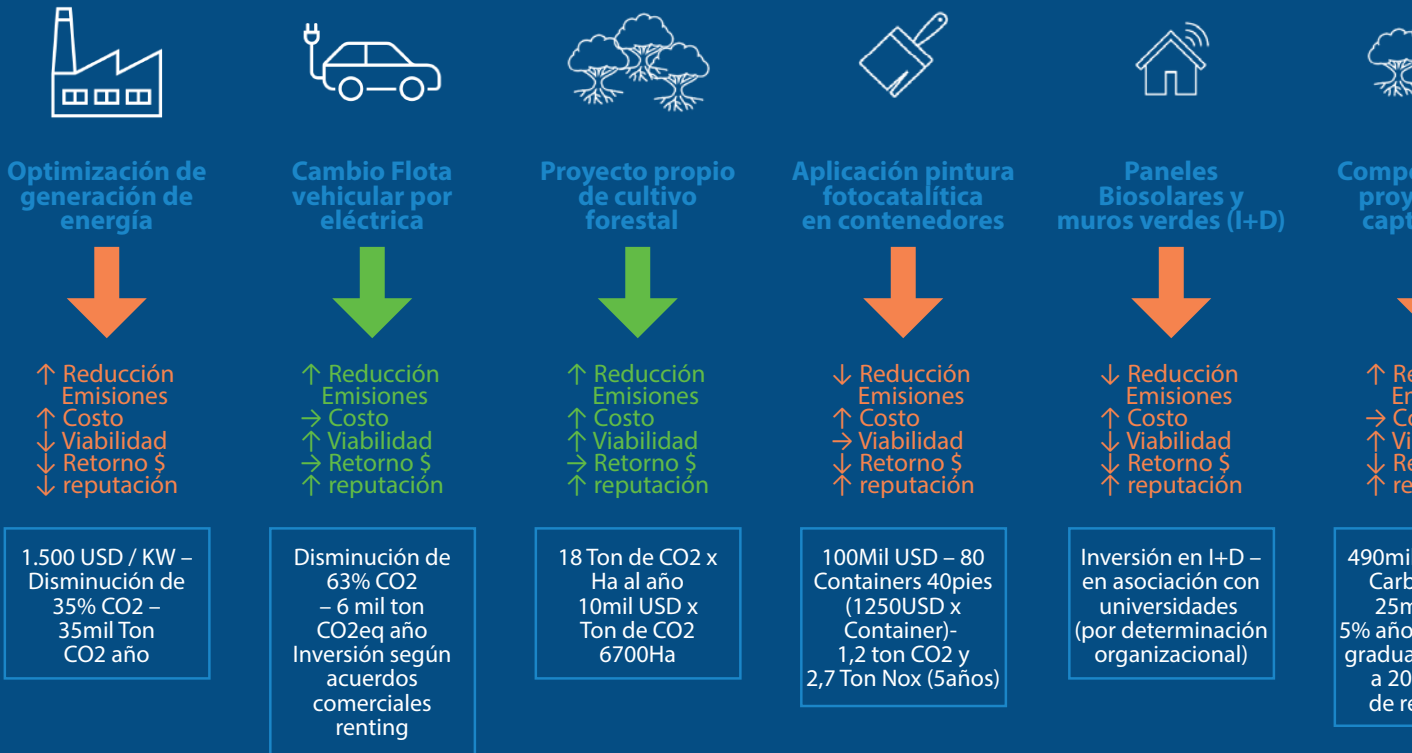 Optimización de
generación de
energía
↑ Reducción
Emisiones
↑ Costo
↓ Viabilidad
↓ Retorno $
↓ reputación
1.500 USD / KW –
Disminución de
35% CO2 –
35mil Ton
CO2 año
Cambio Flota
vehicular por
eléctrica
↑ Reducción
Emisiones
→ Costo
↑ Viabilidad
→ Retorno $
↑ reputación
Disminución de
63% CO2
– 6 mil ton
CO2eq año
Inversión según
acuerdos
comerciales
renting
Proyecto propio
de cultivo
forestal
↑ Reducción
Emisiones
↑ Costo
↑ Viabilidad
→ Retorno $
↑ reputación
18 Ton de CO2 x
Ha al año
10mil USD x
Ton de CO2
6700Ha
Aplicación pintura
fotocatalítica
en contenedores
↓ Reducción
Emisiones
↑ Costo
→ Viabilidad
↓ Retorno $
↑ reputación
100Mil USD – 80
Containers 40pies
(1250USD x
Container)-
1,2 ton CO2 y
2,7 Ton Nox (5años)
Paneles
Biosolares y
muros verdes (I+D)
↓ Reducción
Emisiones
↑ Costo
↓ Viabilidad
↓ Retorno $
↑ reputación
Inversión en I+D –
en asociación con
universidades
(por determinación
organizacional)
↑
→
↑
↓
↑
5% año
a 20